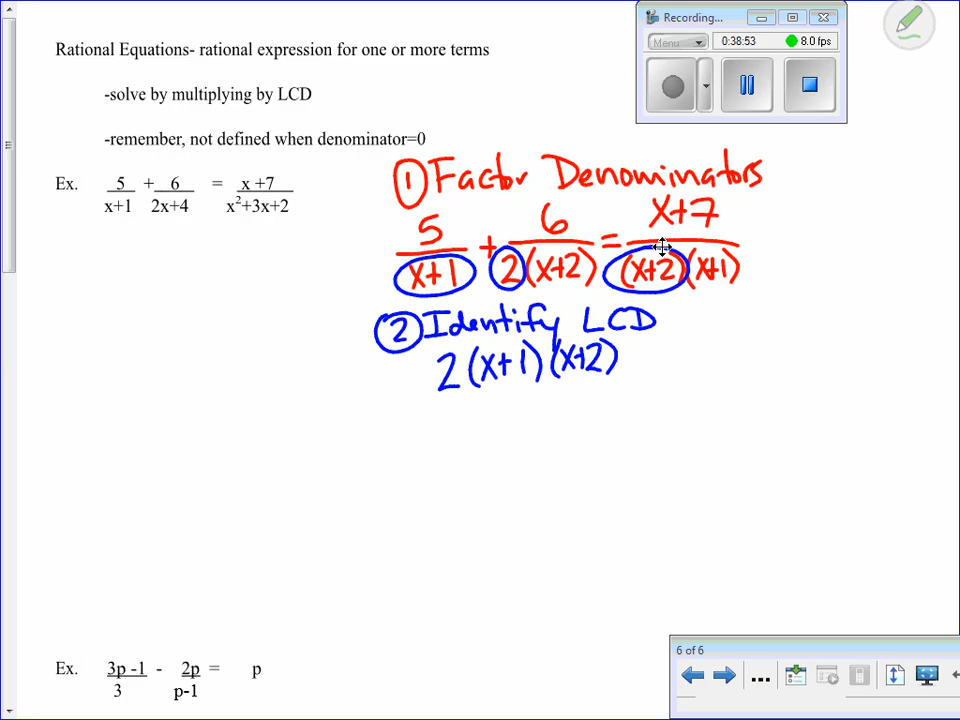 Recording...
Menu
0:38:53
8.0 fps
Rational Equations- rational expression for one or more terms
-solve by multiplying by LCD
-remember, not defined when denominator=0
Ex. 5 + 6 = x +7
x+1 2x+4 x²+3x+2
① Factor Denominators
5 + 6 = x+7
x+1 2(x+2) (x+2)(x+1)
② Identify LCD
2(x+1)(x+2)
Ex. 3p -1 - 2p = p
3 p-1
6 of 6